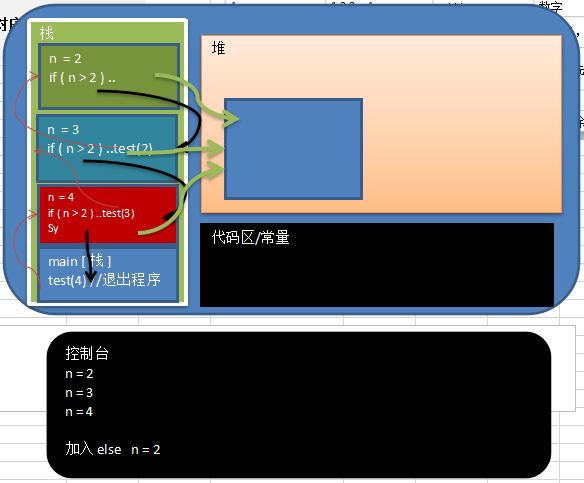 数字
栈
n = 2
if ( n > 2 ) ..
n = 3
if ( n > 2 ) ..test(2)
n = 4
if ( n > 2 ) ..test(3)
Sy
main [ 栈 ]
test(4) //退出程序
堆
代码区/常量
控制台
n = 2
n = 3
n = 4
加入 else n = 2